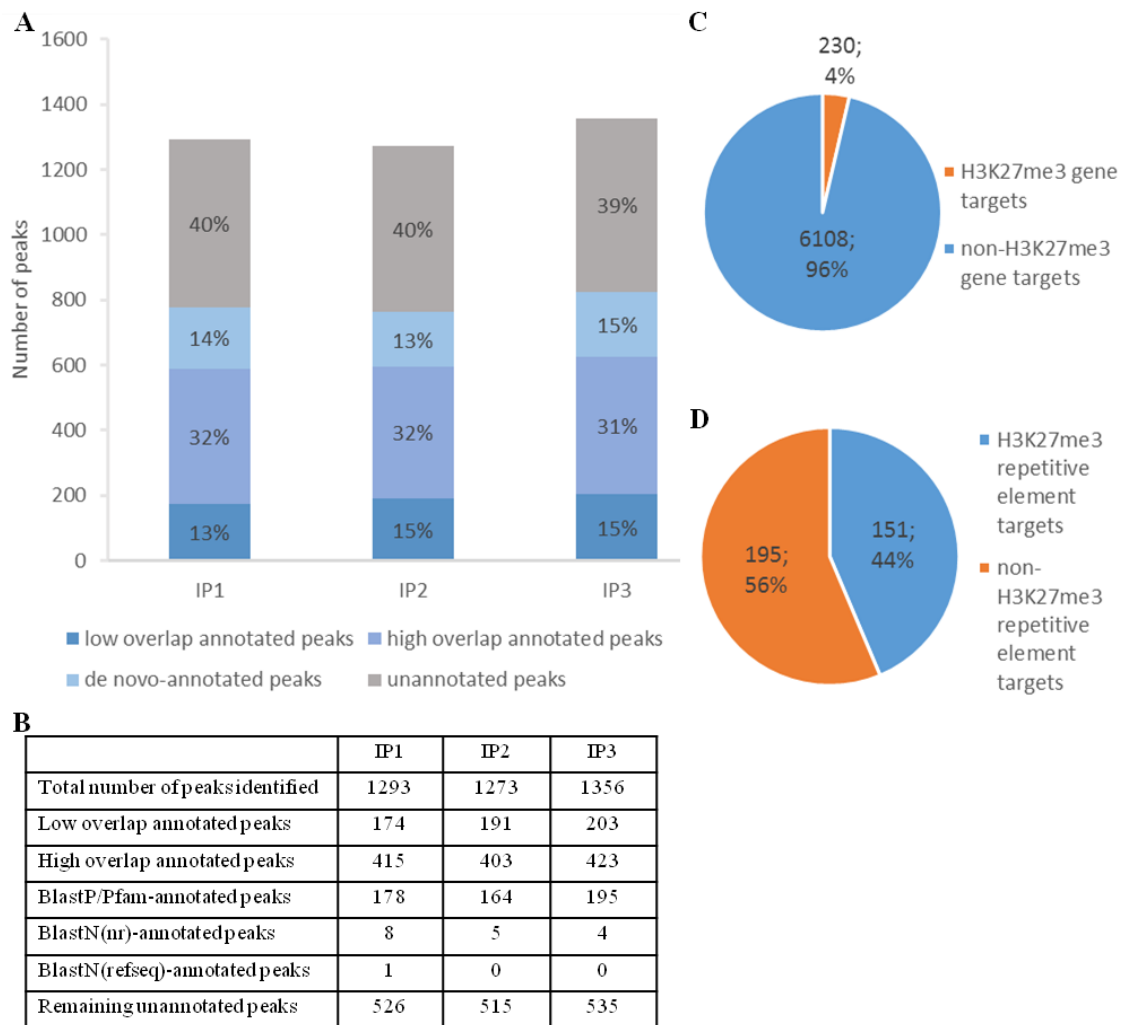 A
Number of peaks
1600
1400
1200
1000
800
600
400
200
0
40%
14%
32%
13%
40%
13%
32%
15%
39%
15%
31%
15%
IP1 IP2 IP3
low overlap annotated peaks
high overlap annotated peaks
de novo-annotated peaks
unannotated peaks
C
230;
4%
6108;
96%
H3K27me3 gene
targets
non-H3K27me3
gene targets
D
151;
44%
195;
56%
H3K27me3
repetitive
element
targets
non-
H3K27me3
repetitive
element
targets
B
IP1 IP2 IP3
Total number of peaks identified 1293 1273 1356
Low overlap annotated peaks 174 191 203
High overlap annotated peaks 415 403 423
BlastP/Pfam-annotated peaks 178 164 195
BlastN(nr)-annotated peaks 8 5 4
BlastN(refseq)-annotated peaks 1 0 0
Remaining unannotated peaks 526 515 535